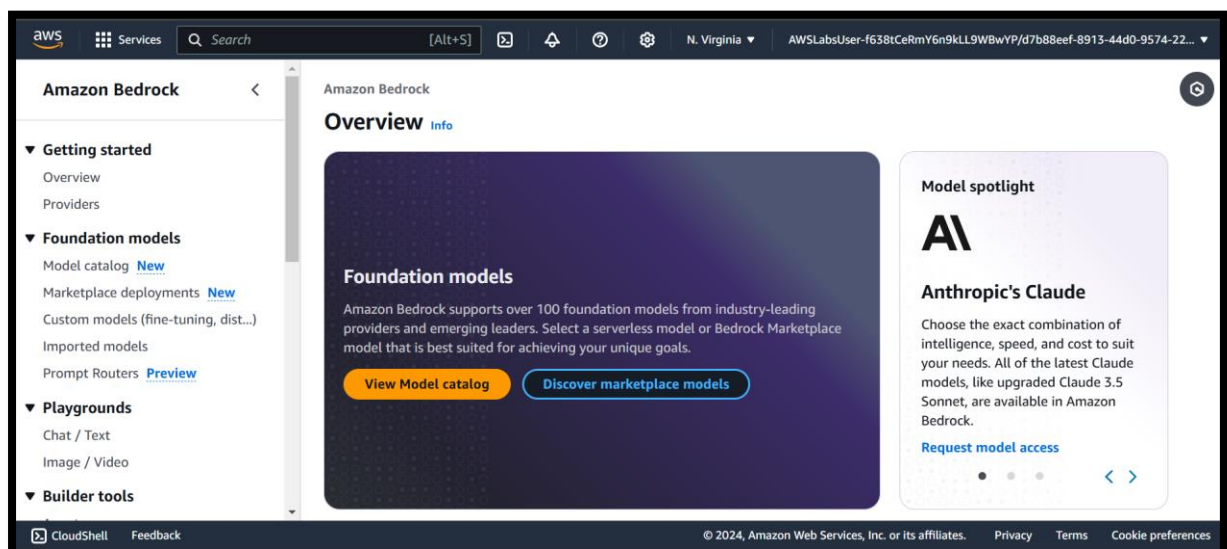 aws
Services
Search [Alt+S]
N. Virginia ▼
AWSLabsUser-f638tCeRmY6n9kLL9WBwYP/d7b88eef-8913-44d0-9574-22... ▼
Amazon Bedrock
Getting started
Overview
Providers
Foundation models
Model catalog New
Marketplace deployments New
Custom models (fine-tuning, dist...)
Imported models
Prompt Routers Preview
Playgrounds
Chat / Text
Image / Video
Builder tools
Amazon Bedrock
Overview Info
Foundation models
Amazon Bedrock supports over 100 foundation models from industry-leading
providers and emerging leaders. Select a serverless model or Bedrock Marketplace
model that is best suited for achieving your unique goals.
View Model catalog
Discover marketplace models
Model spotlight
A\
Anthropic's Claude
Choose the exact combination of
intelligence, speed, and cost to suit
your needs. All of the latest Claude
models, like upgraded Claude 3.5
Sonnet, are available in Amazon
Bedrock.
Request model access
CloudShell Feedback
© 2024, Amazon Web Services, Inc. or its affiliates. Privacy Terms Cookie preferences